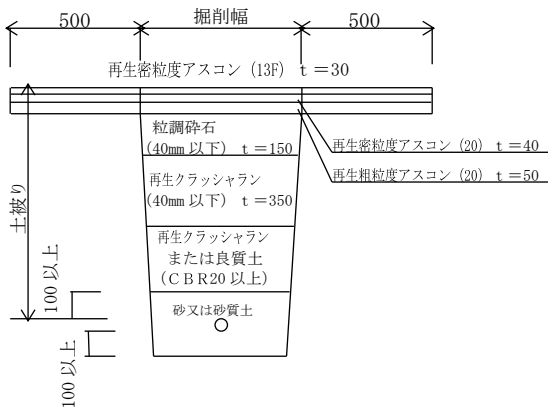 500
掘削幅
500
再生密粒度アスコン (13F) t＝30
粒調砕石
(40mm 以下) t＝150
再生密粒度アスコン (20) t＝40
再生粗粒度アスコン (20) t＝50
再生クラッシャラン
(40mm 以下) t＝350
再生クラッシャラン
または良質土
(ＣＢＲ20 以上)
砂又は砂質土
土被り
100 以上
100 以上